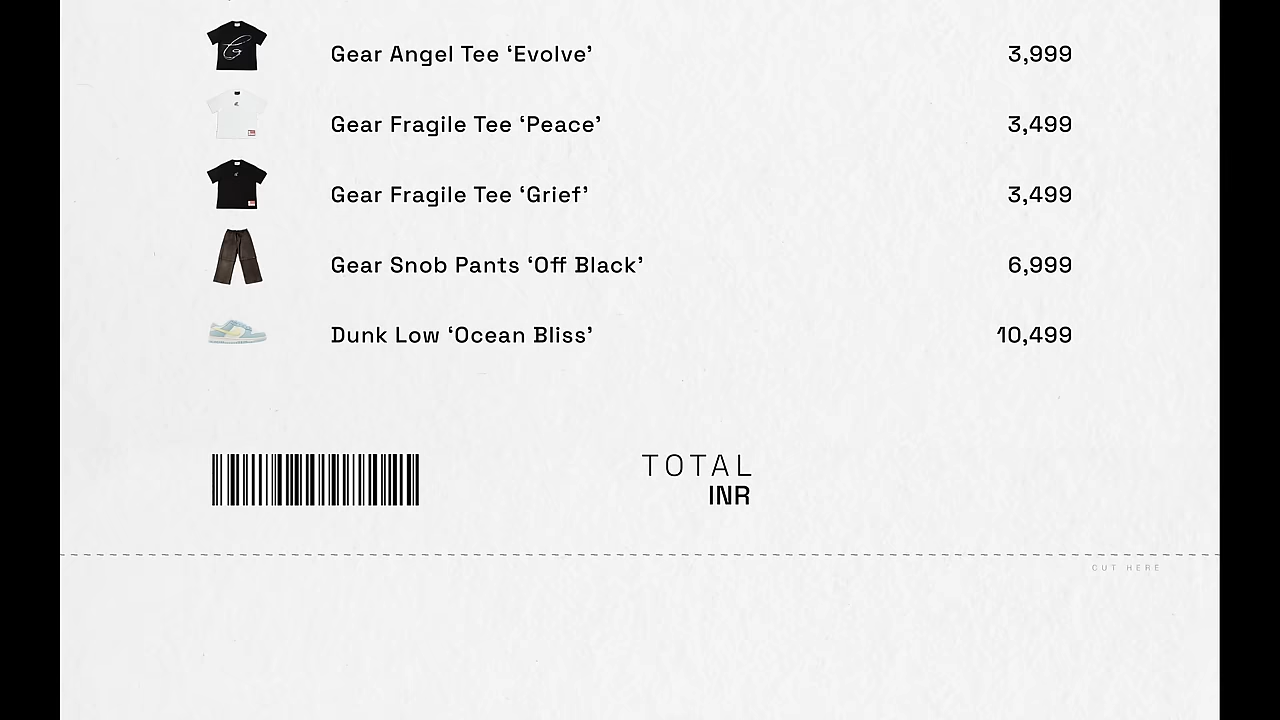 Gear Angel Tee ‘Evolve’ 3,999
Gear Fragile Tee ‘Peace’ 3,499
Gear Fragile Tee ‘Grief’ 3,499
Gear Snob Pants ‘Off Black’ 6,999
Dunk Low ‘Ocean Bliss’ 10,499
TOTAL
INR
CUT HERE